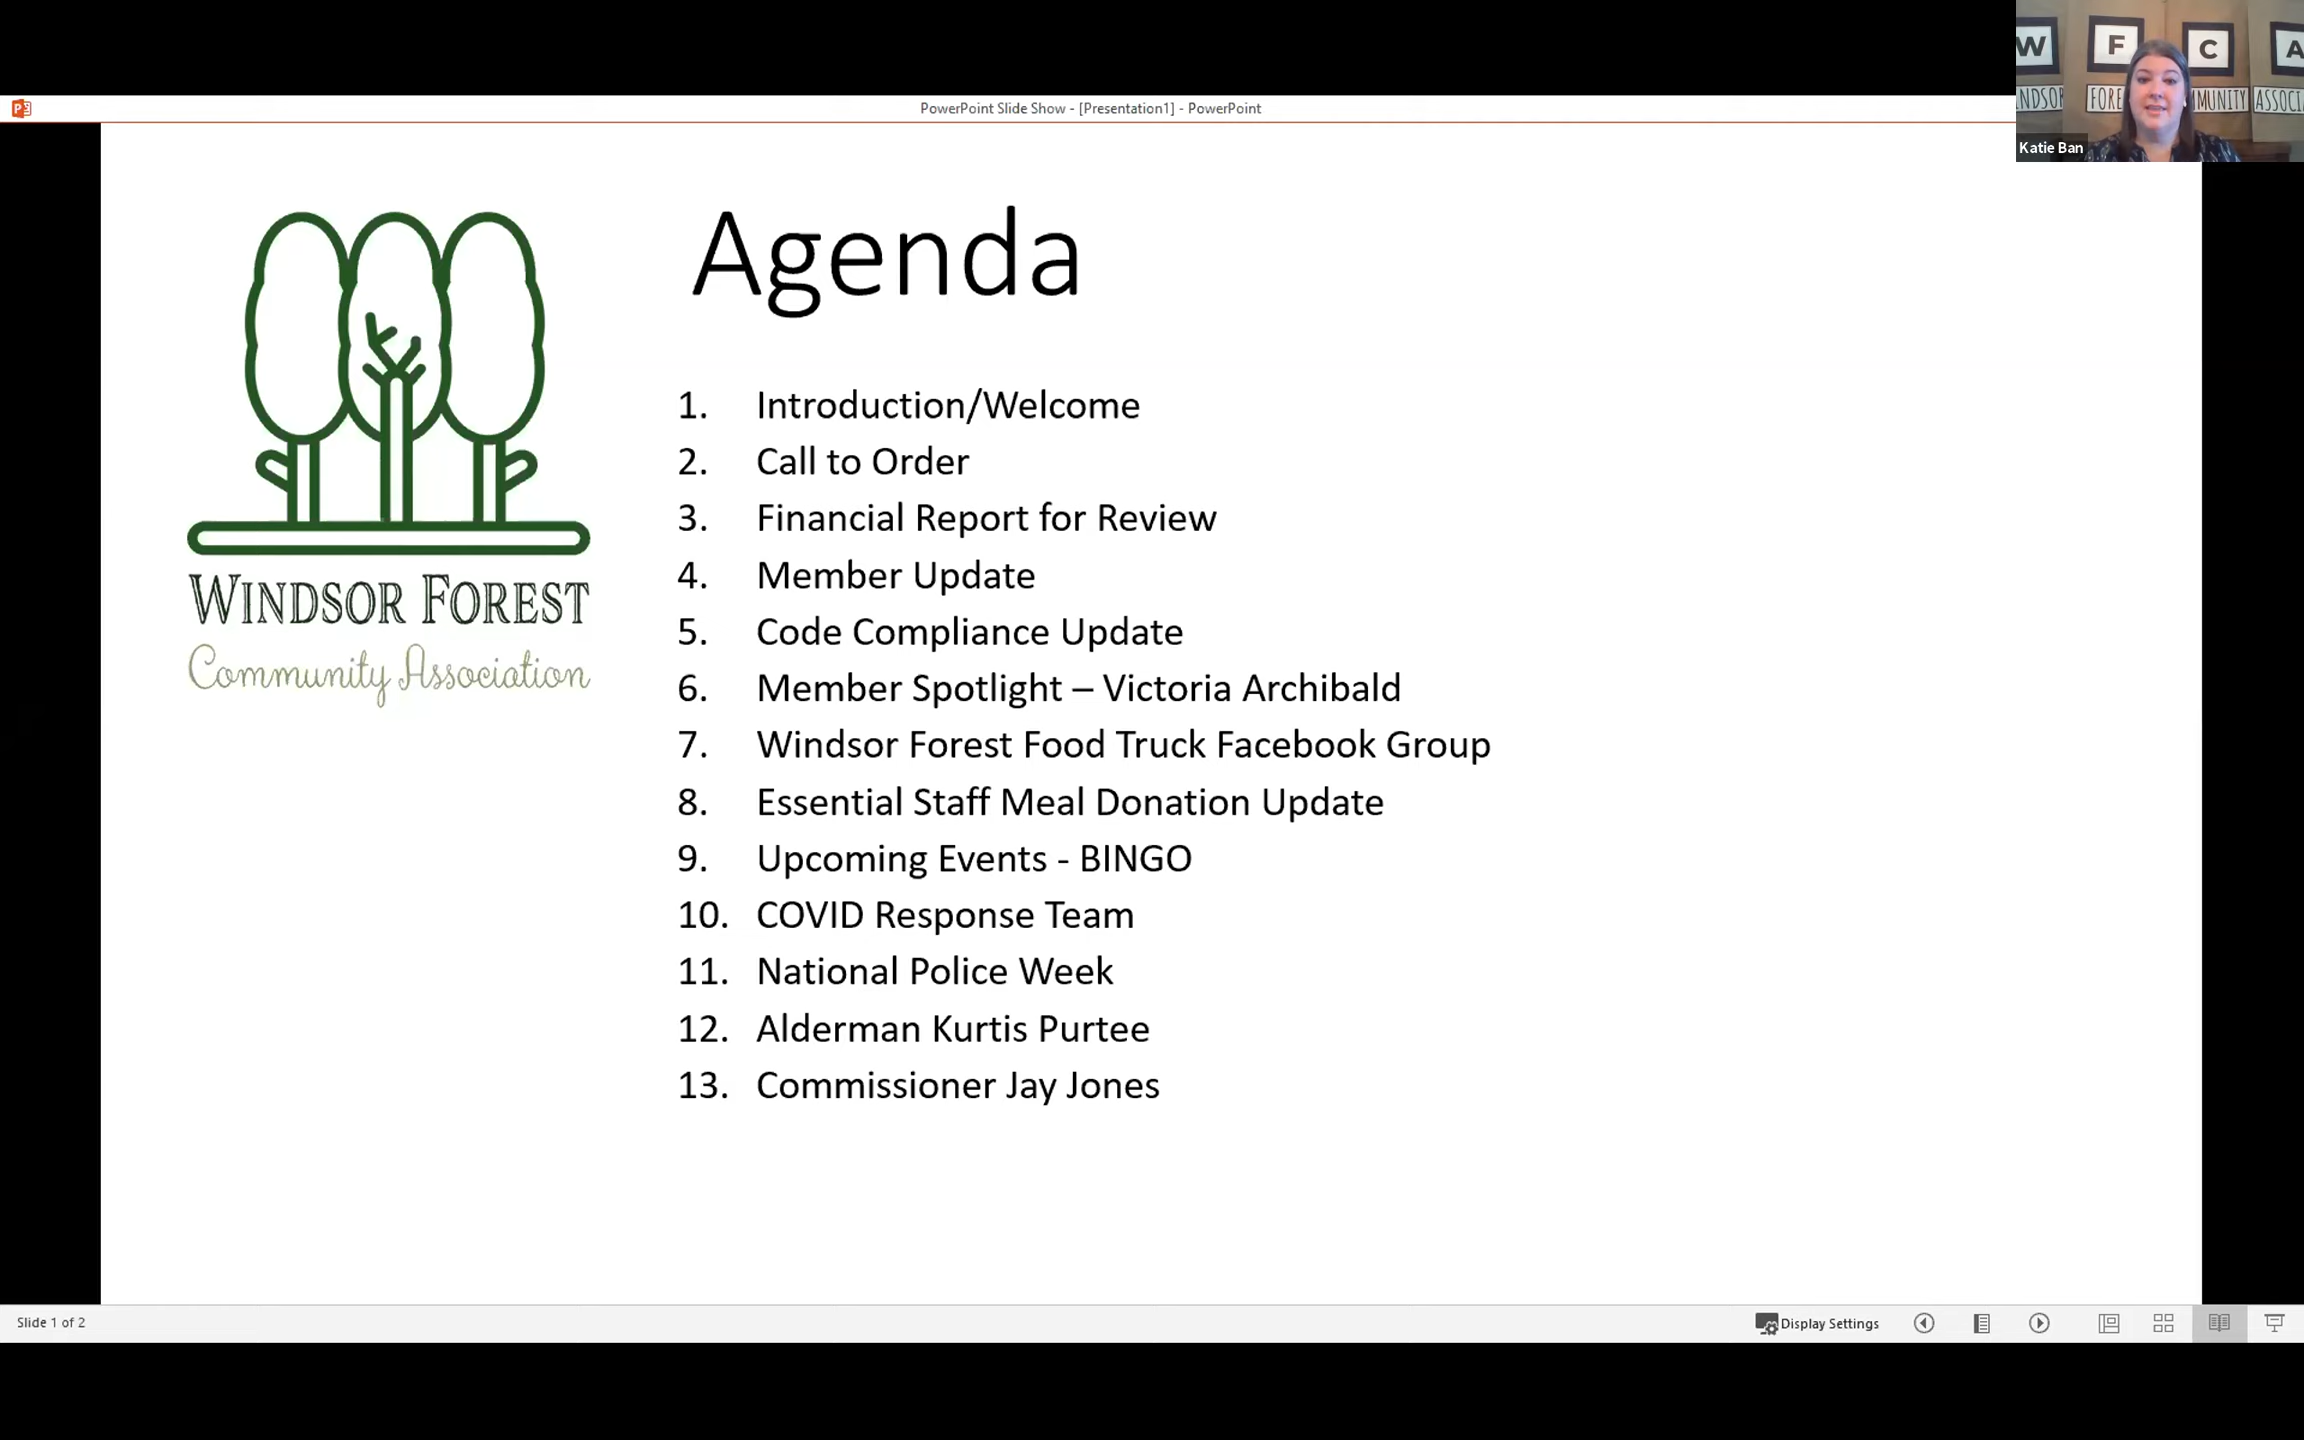 PowerPoint Slide Show - [Presentation1] - PowerPoint
W F C A
FORE
MUNITY
ASSOCI
Katie Ban
Agenda
WINDSOR FOREST
Community Association
1. Introduction/Welcome
2. Call to Order
3. Financial Report for Review
4. Member Update
5. Code Compliance Update
6. Member Spotlight – Victoria Archibald
7. Windsor Forest Food Truck Facebook Group
8. Essential Staff Meal Donation Update
9. Upcoming Events - BINGO
10. COVID Response Team
11. National Police Week
12. Alderman Kurtis Purtee
13. Commissioner Jay Jones
Slide 1 of 2
Display Settings